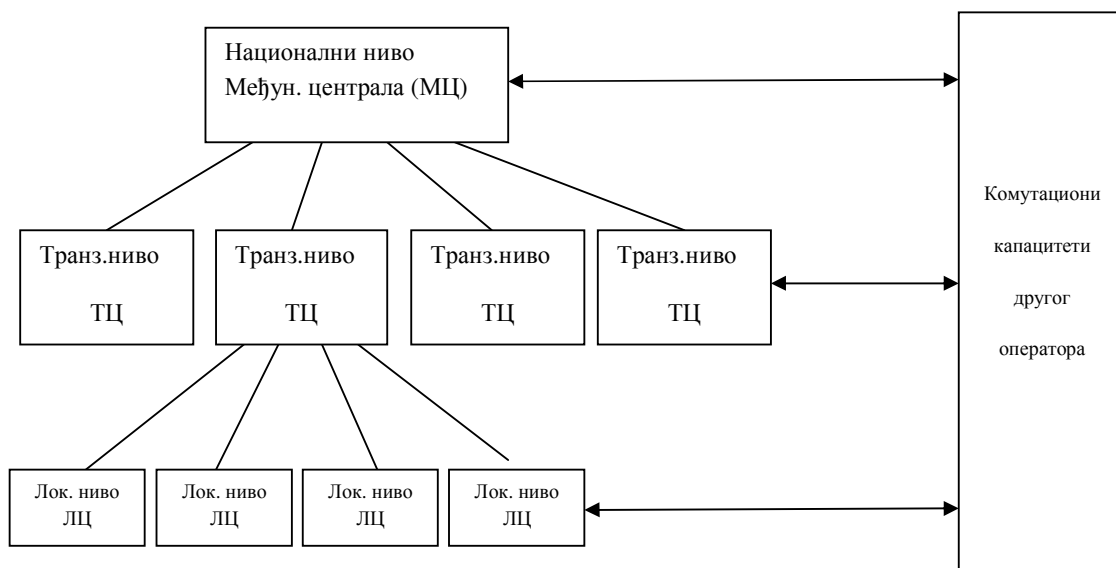 Национални ниво
Међун. централа (МЦ)
Комутациони
капацитети
другог
оператора
Транз.ниво
ТЦ
Транз.ниво
ТЦ
Транз.ниво
ТЦ
Транз.ниво
ТЦ
Лок. ниво
ЛЦ
Лок. ниво
ЛЦ
Лок. ниво
ЛЦ
Лок. ниво
ЛЦ